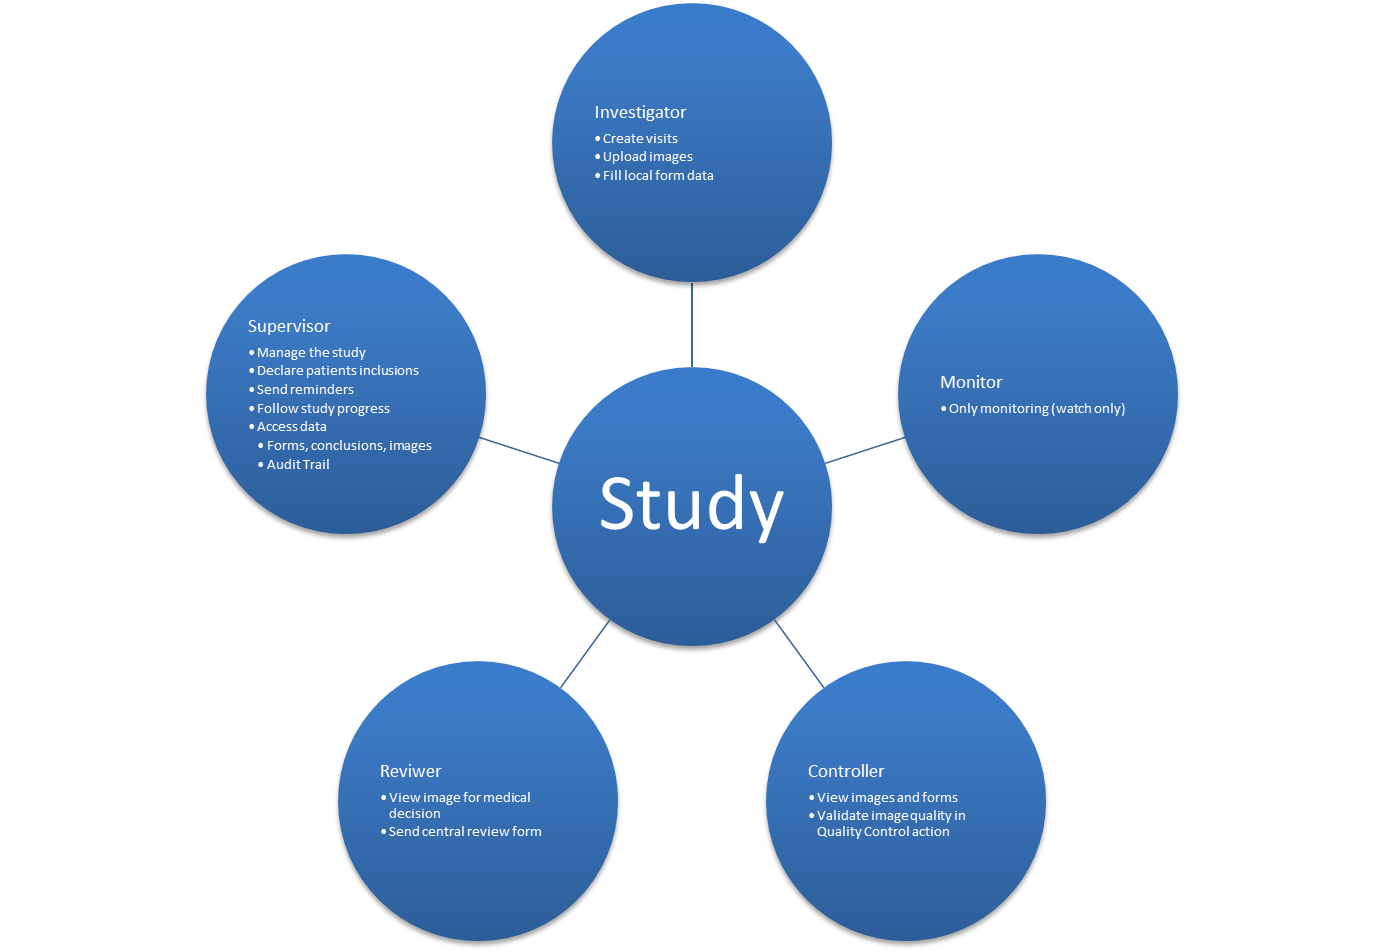 Investigator
• Create visits
• Upload images
• Fill local form data
Supervisor
• Manage the study
• Declare patients inclusions
• Send reminders
• Follow study progress
• Access data
• Forms, conclusions, images
• Audit Trail
Monitor
• Only monitoring (watch only)
Study
Reviwer
• View image for medical
decision
• Send central review form
Controller
• View images and forms
• Validate image quality in
Quality Control action